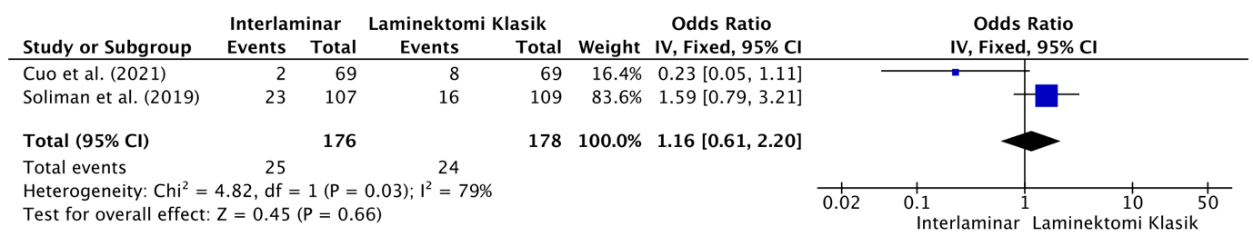 Interlaminar Laminektomi Klasik Odds Ratio Odds Ratio
Study or Subgroup Events Total Events Total Weight IV, Fixed, 95% CI IV, Fixed, 95% CI
Cuo et al. (2021) 2 69 8 69 16.4% 0.23 [0.05, 1.11]
Soliman et al. (2019) 23 107 16 109 83.6% 1.59 [0.79, 3.21]
Total (95% CI) 176 178 100.0% 1.16 [0.61, 2.20]
Total events 25 24
Heterogeneity: Chi² = 4.82, df = 1 (P = 0.03); I² = 79%
Test for overall effect: Z = 0.45 (P = 0.66)
0.02 0.1 1 10 50
Interlaminar Laminektomi Klasik